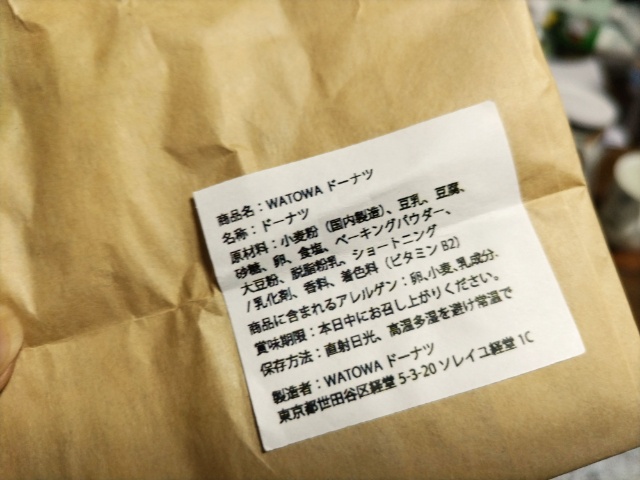 商品名：WATOWA ドーナツ
名称：ドーナツ
原材料：小麦粉（国内製造）、豆乳、豆腐、
砂糖、卵、食塩、ベーキングパウダー、
大豆粉、脱脂粉乳、ショートニング
/乳化剤、香料、着色料（ビタミン B2）
商品に含まれるアレルゲン：卵、小麦、乳成分、
賞味期限：本日中にお召し上がりください。
保存方法：直射日光、高温多湿を避け常温で
製造者：WATOWA ドーナツ
東京都世田谷区経堂 5-3-20 ソレイユ経堂 1C